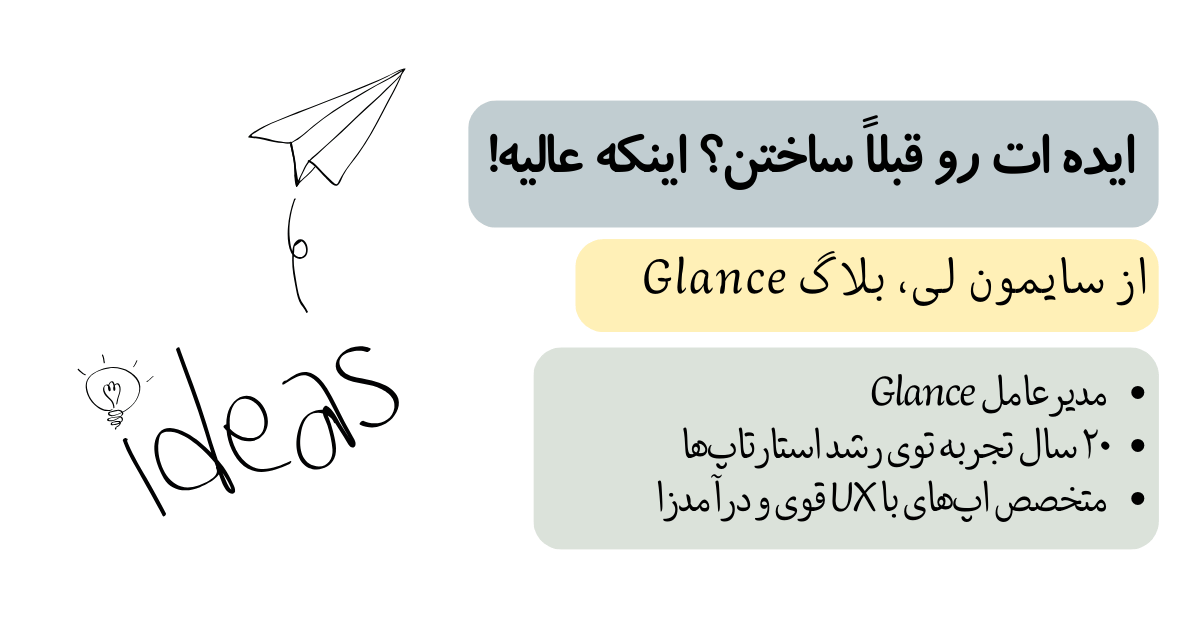 ایده ات رو قبلاً ساختن؟ اینکه عالیه!
از سایمون لی، بلاگ Glance
• مدیرعامل Glance
• ۲۰ سال تجربه توی رشد استارتاپ‌ها
• متخصص اپ‌های با UX قوی و درآمدزا
ideas